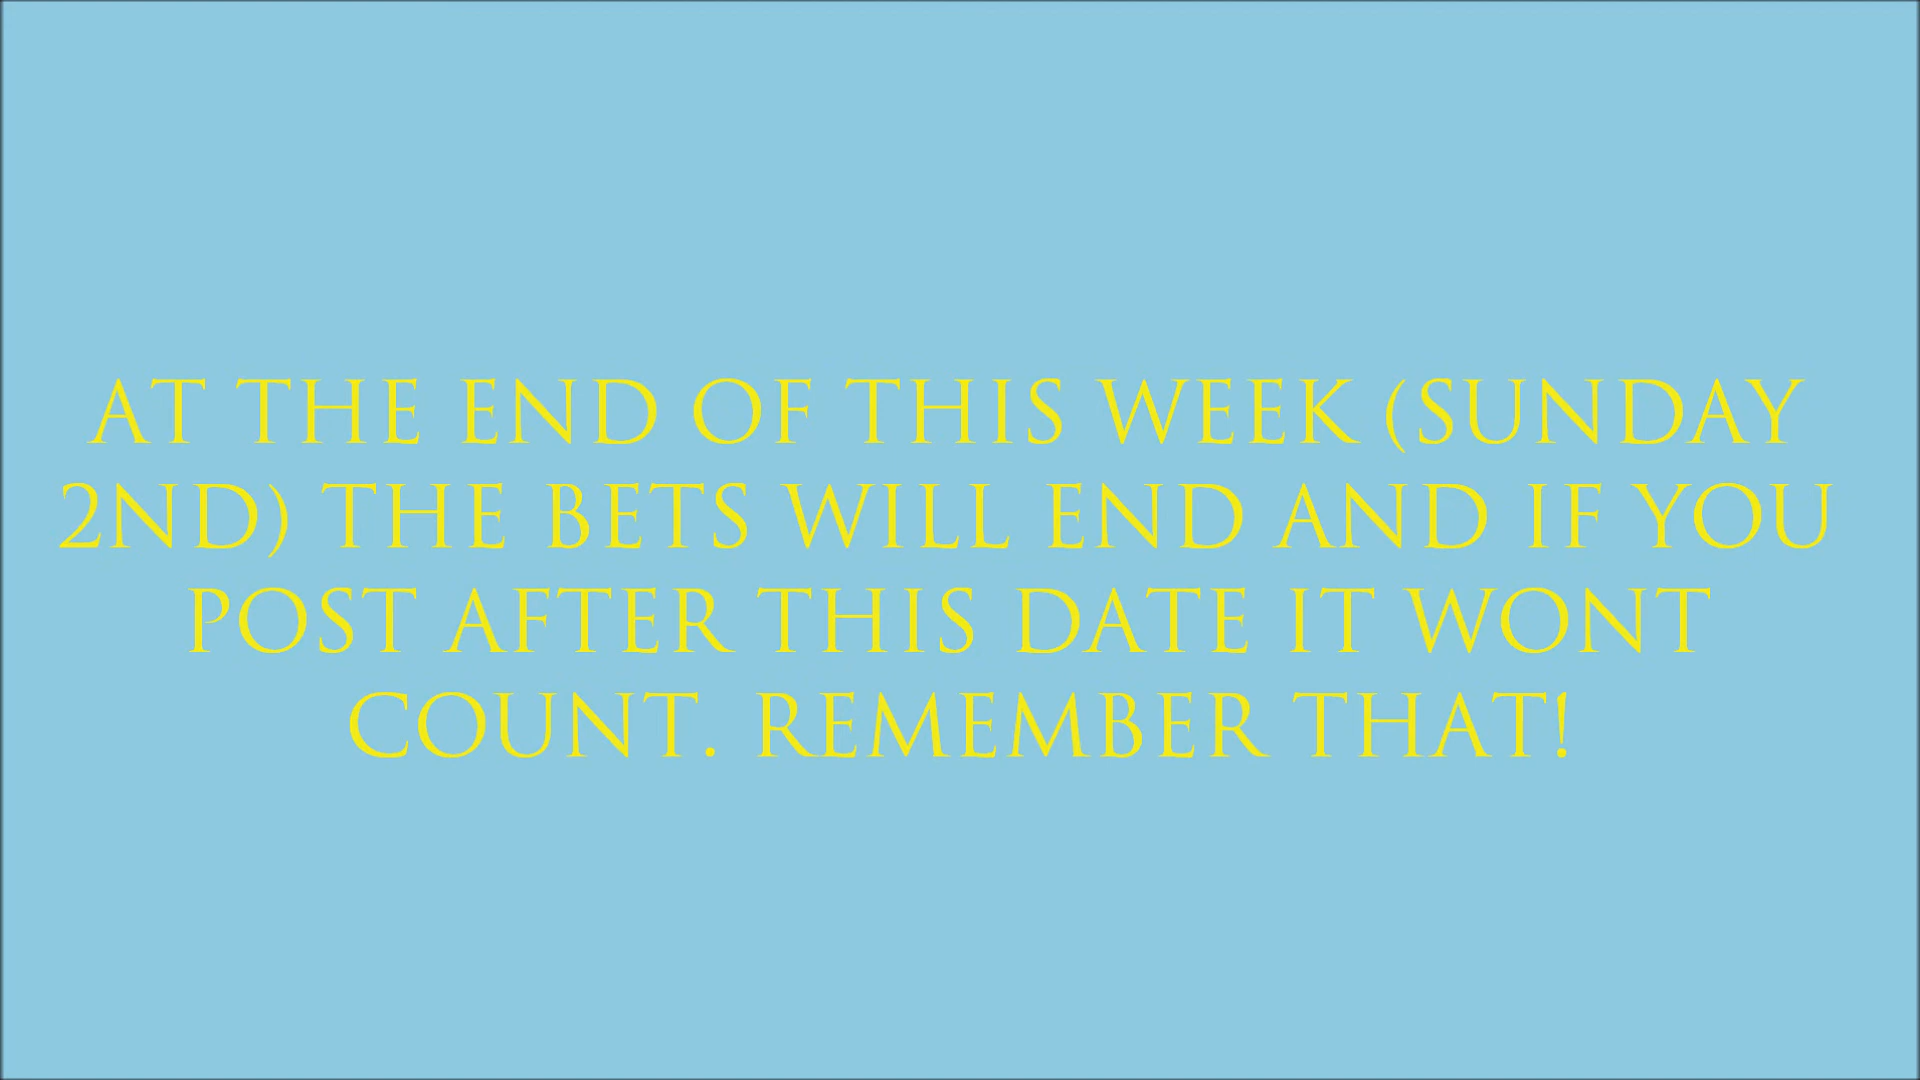 AT THE END OF THIS WEEK (SUNDAY
2ND) THE BETS WILL END AND IF YOU
POST AFTER THIS DATE IT WONT
COUNT. REMEMBER THAT!